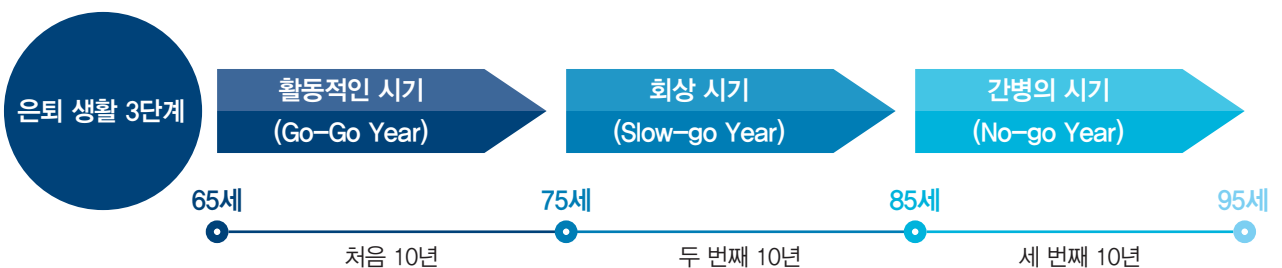 은퇴 생활 3단계
활동적인 시기
(Go-Go Year)
회상 시기
(Slow-go Year)
간병의 시기
(No-go Year)
65세
75세
85세
95세
처음 10년
두 번째 10년
세 번째 10년